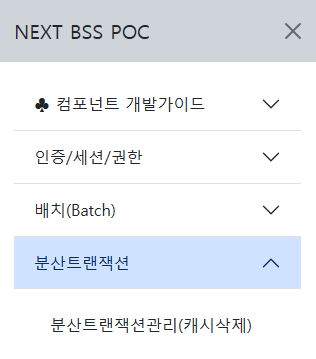 NEXT BSS POC
♣ 컴포넌트 개발가이드
인증/세션/권한
배치(Batch)
분산트랜잭션
분산트랜잭션관리(캐시삭제)